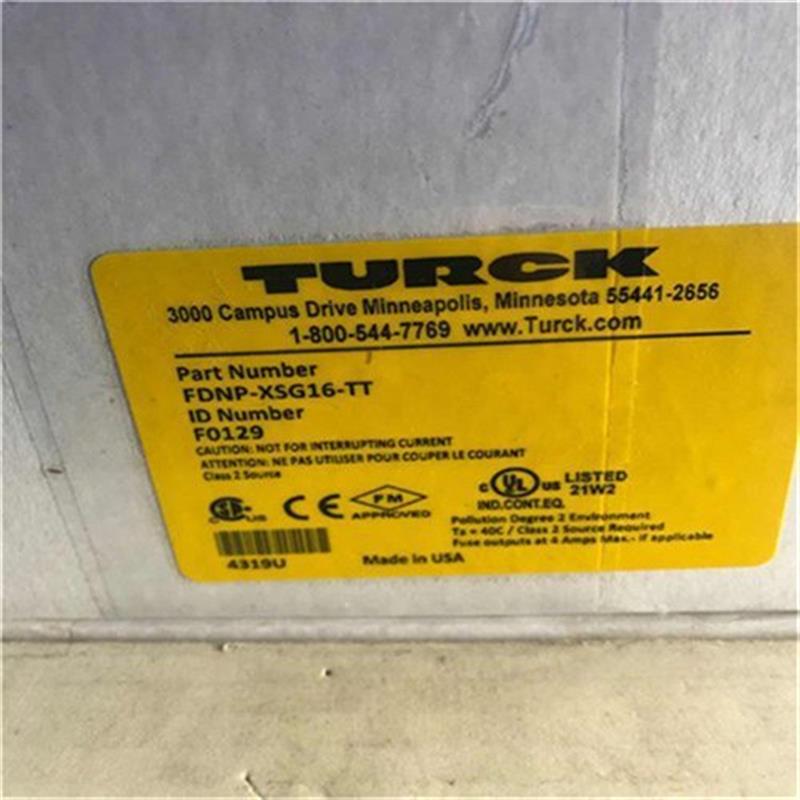 TURCK
3000 Campus Drive Minneapolis, Minnesota 55441-2656
1-800-544-7769 www.Turck.com
Part Number
FDNP-XSG16-TT
ID Number
F0129
CAUTION: NOT FOR INTERRUPTING CURRENT
ATTENTION: NE PAS UTILISER POUR COUPER LE COURANT
Class 2 Source
C UL US LISTED
21W2
IND.CONT.EQ.
C US CE FM
APPROVED
Pollution Degree 2 Environment
Ta = 40C / Class 2 Source Required
Fuse outputs at 4 Amps Max.- if applicable
4319U
Made in USA